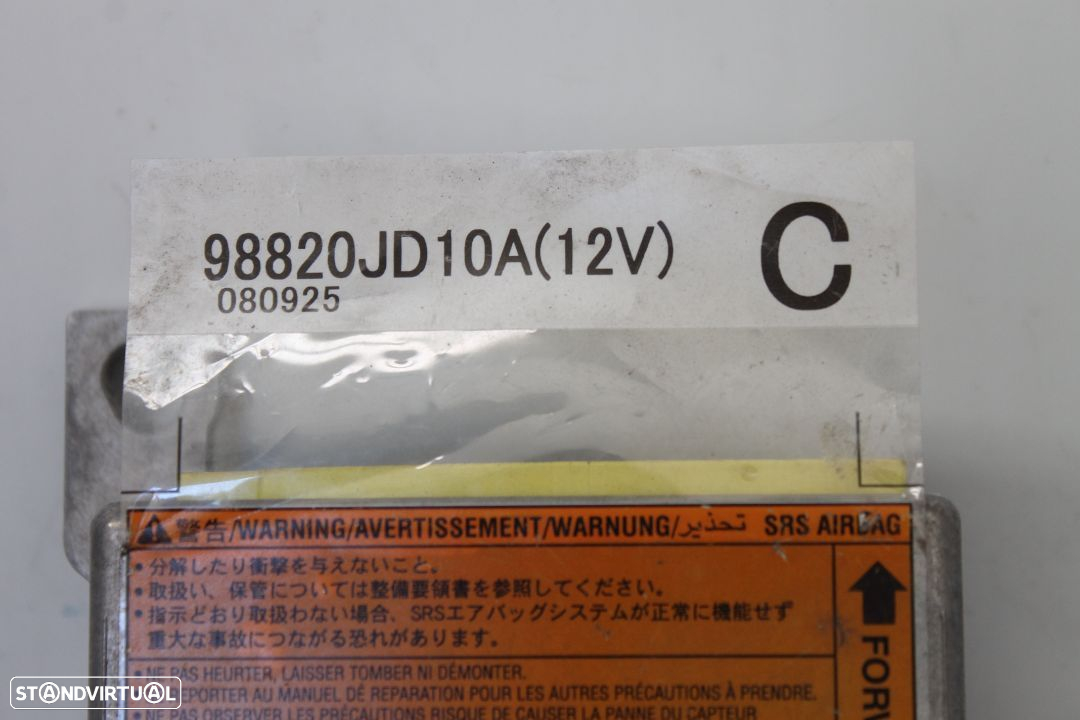 98820JD10A(12V)
C
080925
警告/WARNING/AVERTISSEMENT/WARNUNG/تحذير SRS AIRBAG
• 分解したり衝撃を与えないこと。
• 取扱い、保管については整備要領書を参照してください。
• 指示どおり取扱わない場合、SRSエアバッグシステムが正常に機能せず
重大な事故につながる恐れがあります。
• NE PAS HEURTER, LAISSER TOMBER NI DÉMONTER.
REPORTER AU MANUEL DE RÉPARATION POUR LES AUTRES PRÉCAUTIONS À PRENDRE.
• NE PAS OBSERVER LES PRÉCAUTIONS RISQUE DE CAUSER LA PANNE DU CAPTEUR
FORW
STANDVIRTUAL